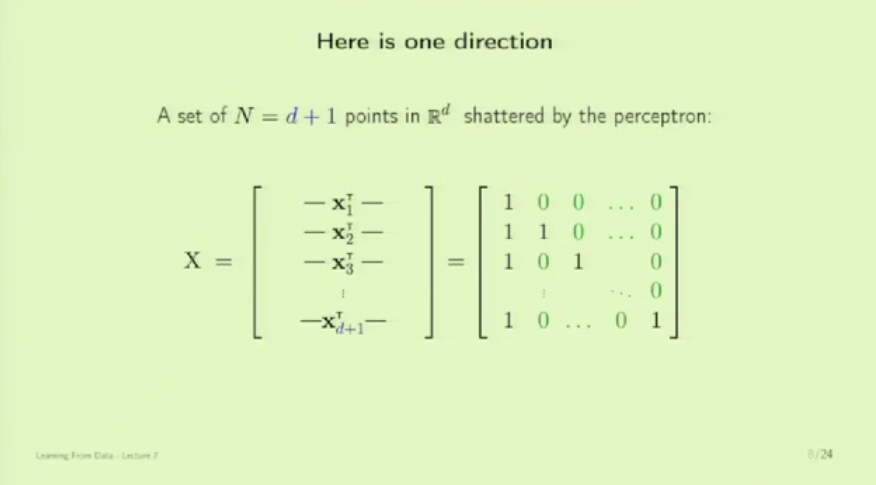 Here is one direction
A set of N = d + 1 points in ℝᵈ shattered by the perceptron:
X = [ — x₁ᵀ — ] = [ 1 0 0 … 0 ]
— x₂ᵀ — 1 1 0 … 0
— x₃ᵀ — 1 0 1 0
⋮ ⋮ ⋱ 0
— xᵀ_{d+1} — 1 0 … 0 1
Learning From Data - Lecture 7
8/24